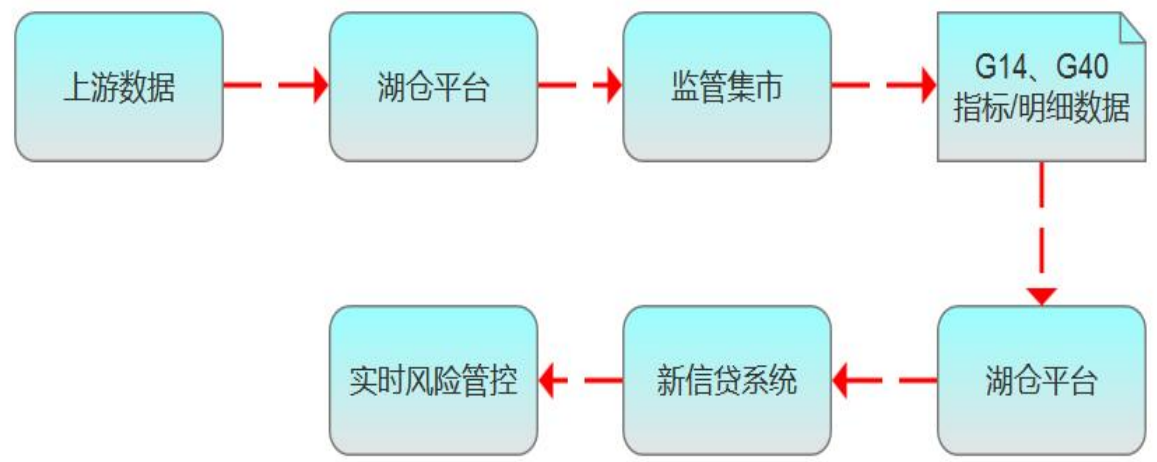 上游数据
湖仓平台
监管集市
G14、G40
指标/明细数据
湖仓平台
新信贷系统
实时风险管控